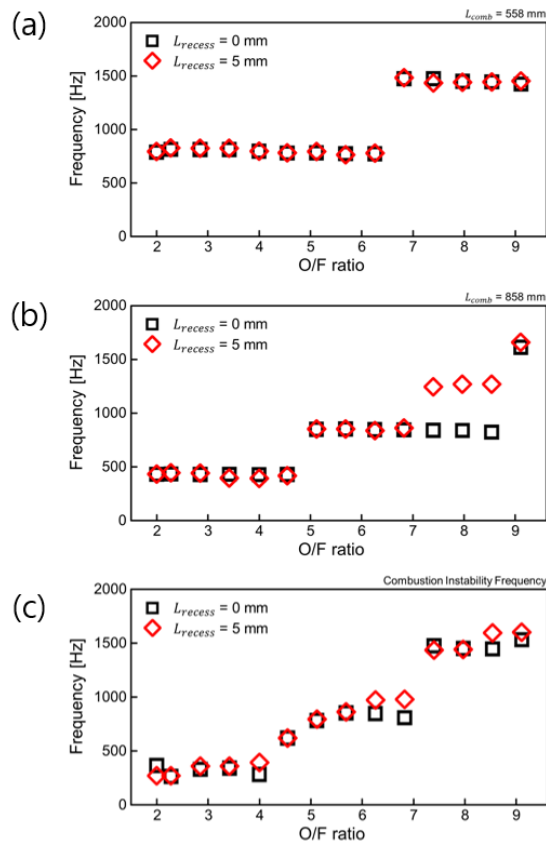 (a)
L_comb = 558 mm
2000
1500
1000
500
0
Frequency [Hz]
L_recess = 0 mm
L_recess = 5 mm
2 3 4 5 6 7 8 9
O/F ratio
(b)
L_comb = 858 mm
2000
1500
1000
500
0
Frequency [Hz]
L_recess = 0 mm
L_recess = 5 mm
2 3 4 5 6 7 8 9
O/F ratio
(c)
Combustion Instability Frequency
2000
1500
1000
500
0
Frequency [Hz]
L_recess = 0 mm
L_recess = 5 mm
2 3 4 5 6 7 8 9
O/F ratio